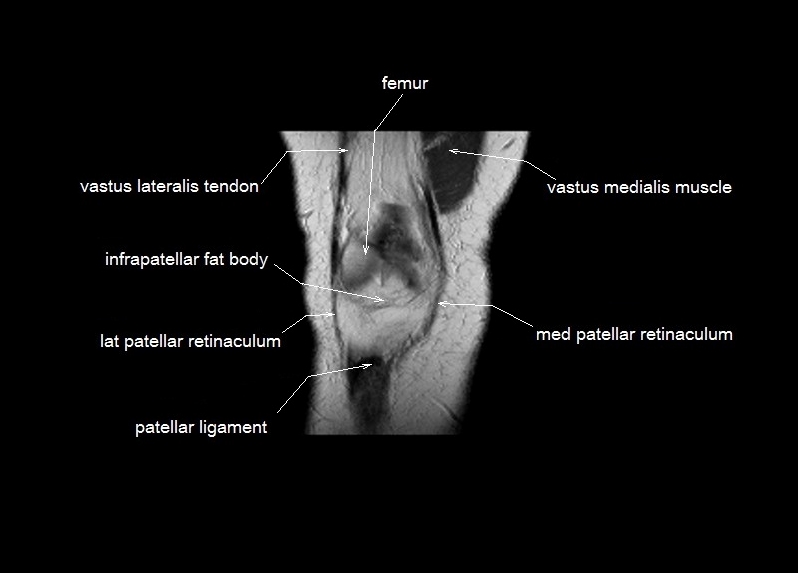 femur
vastus lateralis tendon
vastus medialis muscle
infrapatellar fat body
lat patellar retinaculum
med patellar retinaculum
patellar ligament